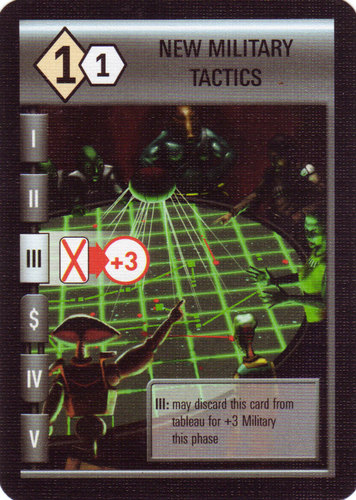 1 1
NEW MILITARY
TACTICS
I
II
III
+3
$
IV
V
III: may discard this card from
tableau for +3 Military
this phase